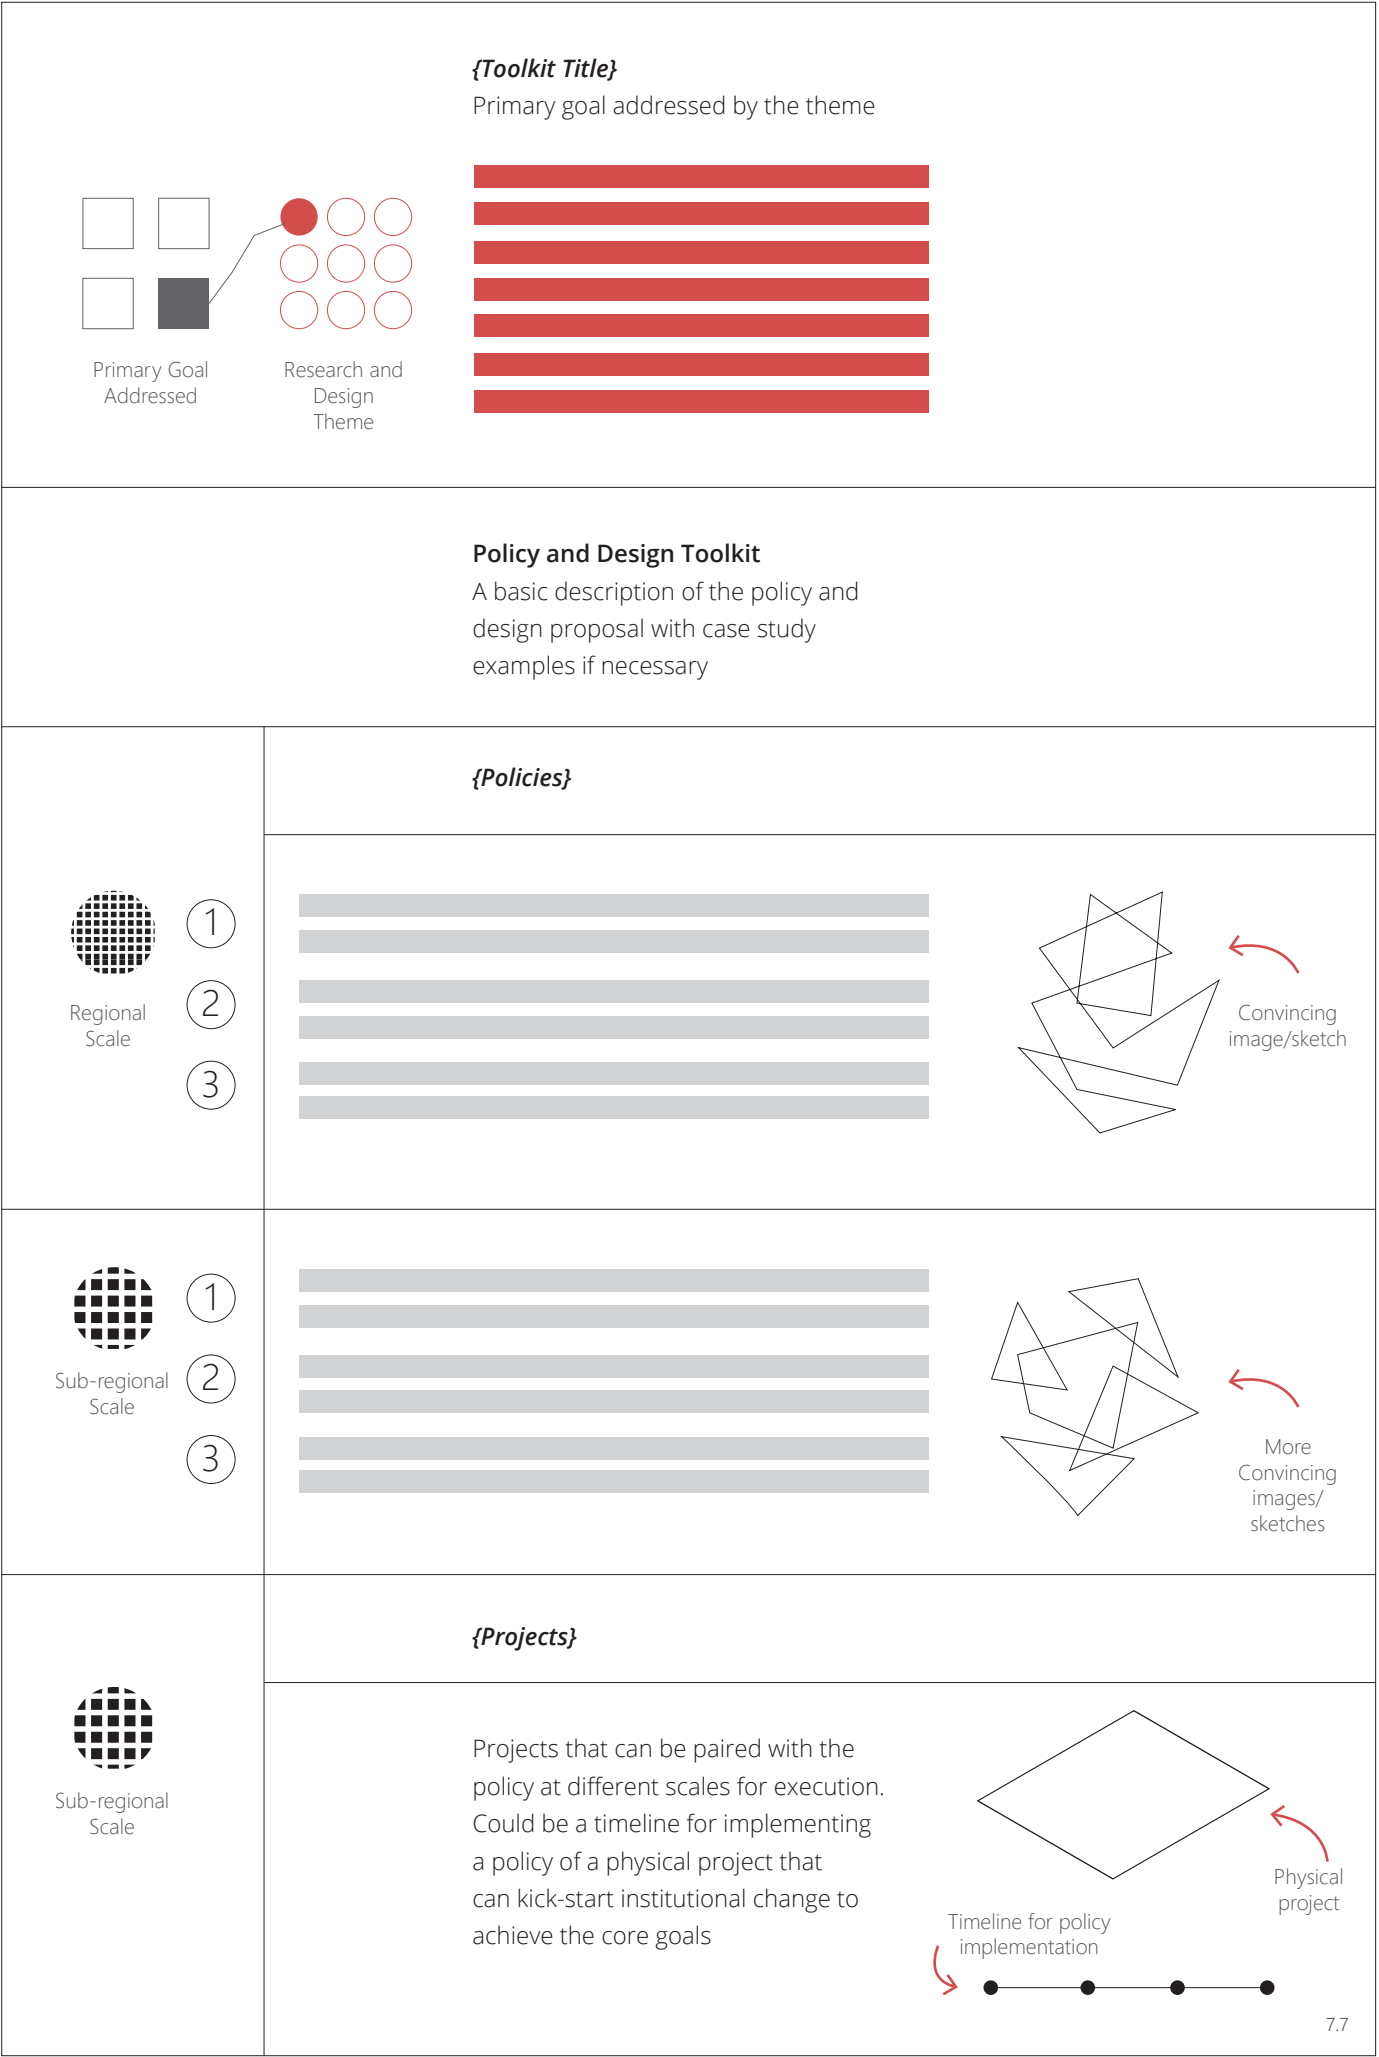 {Toolkit Title}
Primary goal addressed by the theme
Primary Goal
Addressed
Research and
Design
Theme
Policy and Design Toolkit
A basic description of the policy and
design proposal with case study
examples if necessary
{Policies}
Regional
Scale
1
2
3
Convincing
image/sketch
Sub-regional
Scale
1
2
3
More
Convincing
images/
sketches
{Projects}
Sub-regional
Scale
Projects that can be paired with the
policy at different scales for execution.
Could be a timeline for implementing
a policy of a physical project that
can kick-start institutional change to
achieve the core goals
Physical
project
Timeline for policy
implementation
7.7